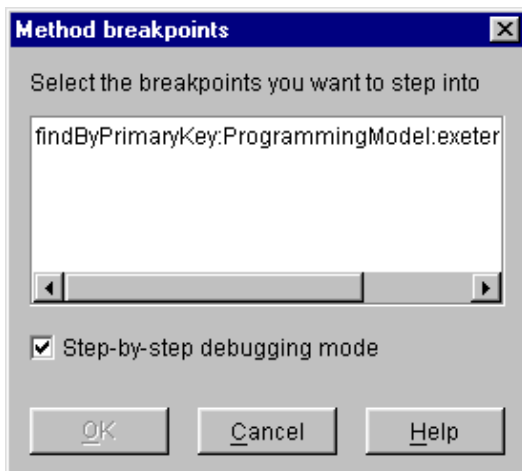 Method breakpoints
Select the breakpoints you want to step into
findByPrimaryKey:ProgrammingModel:exeter
Step-by-step debugging mode
OK Cancel Help